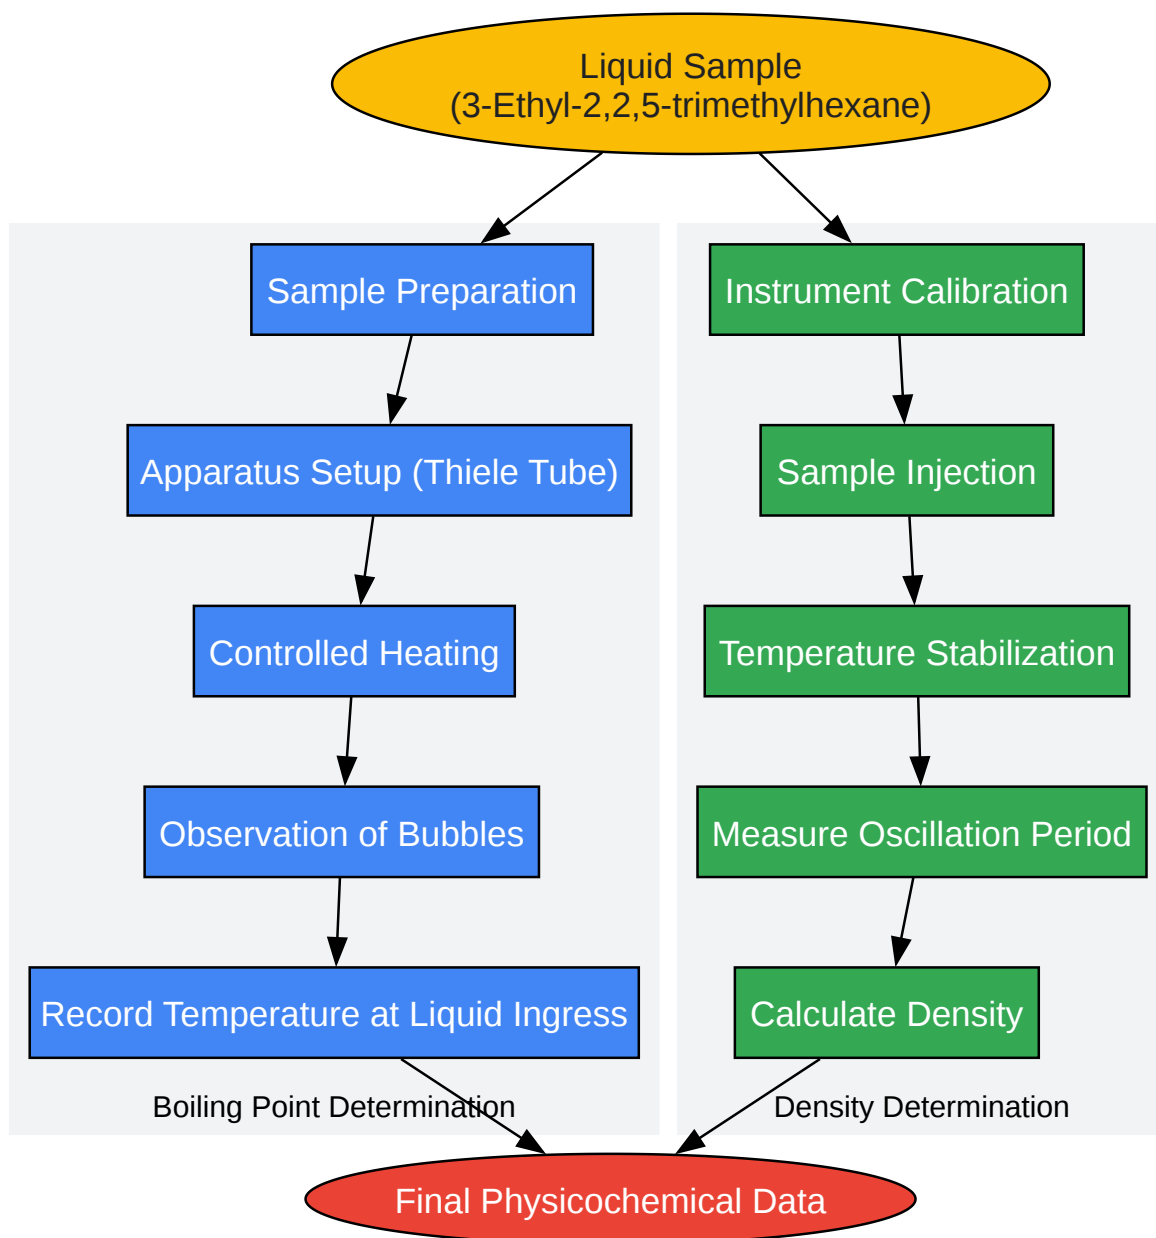 Liquid Sample
(3-Ethyl-2,2,5-trimethylhexane)
Sample Preparation
Apparatus Setup (Thiele Tube)
Controlled Heating
Observation of Bubbles
Record Temperature at Liquid Ingress
Boiling Point Determination
Instrument Calibration
Sample Injection
Temperature Stabilization
Measure Oscillation Period
Calculate Density
Density Determination
Final Physicochemical Data